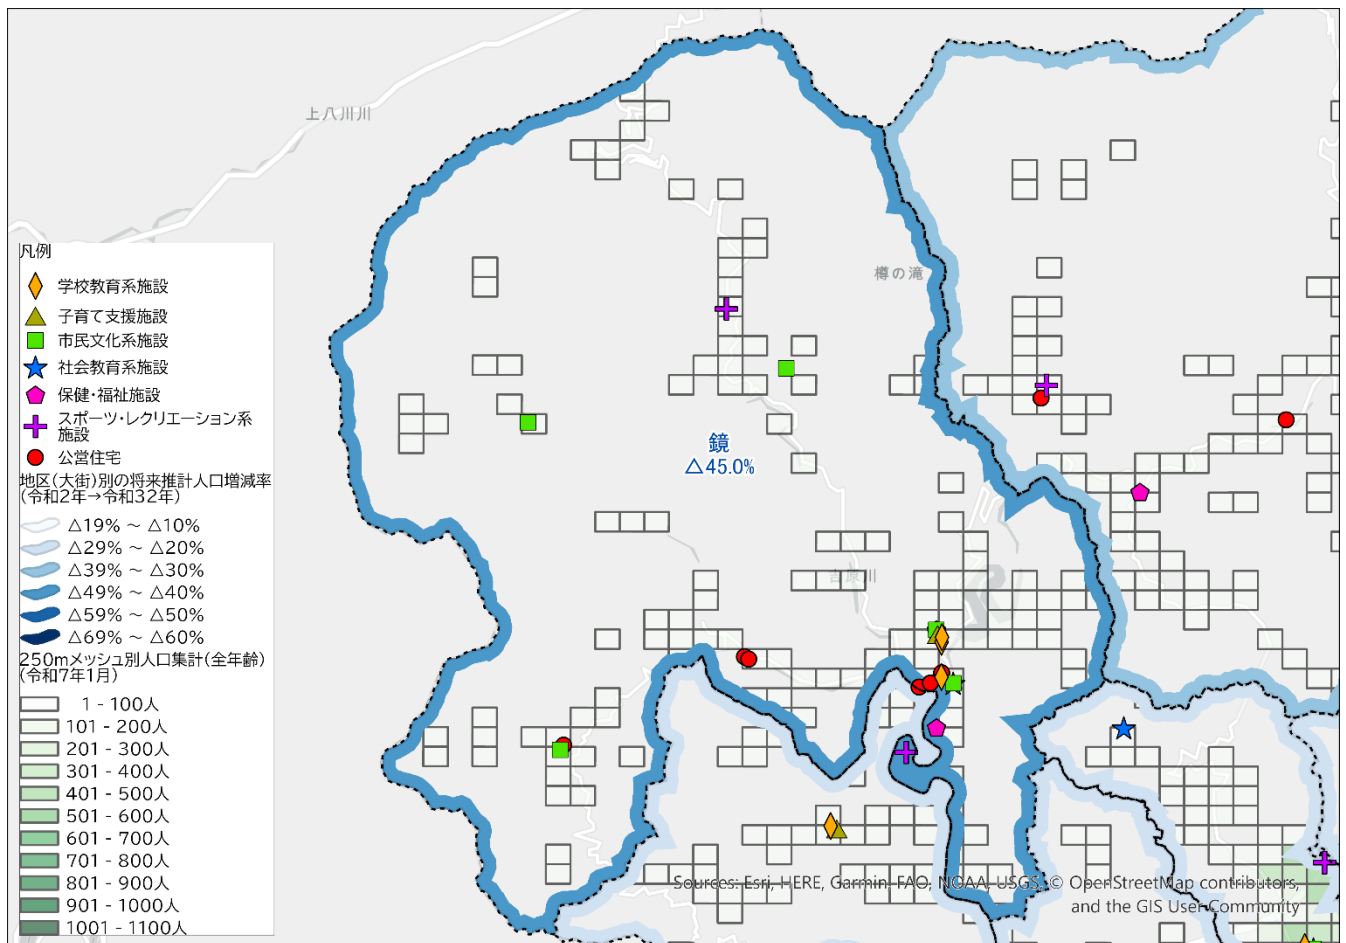 上八川川
樽の滝
鏡
△45.0%
吉原川
凡例
学校教育系施設
子育て支援施設
市民文化系施設
社会教育系施設
保健・福祉施設
スポーツ・レクリエーション系
施設
公営住宅
地区(大街)別の将来推計人口増減率
(令和2年→令和32年)
△19% ～ △10%
△29% ～ △20%
△39% ～ △30%
△49% ～ △40%
△59% ～ △50%
△69% ～ △60%
250mメッシュ別人口集計(全年齢)
(令和7年1月)
1 - 100人
101 - 200人
201 - 300人
301 - 400人
401 - 500人
501 - 600人
601 - 700人
701 - 800人
801 - 900人
901 - 1000人
1001 - 1100人
Sources: Esri, HERE, Garmin, FAO, NOAA, USGS, © OpenStreetMap contributors,
and the GIS User Community